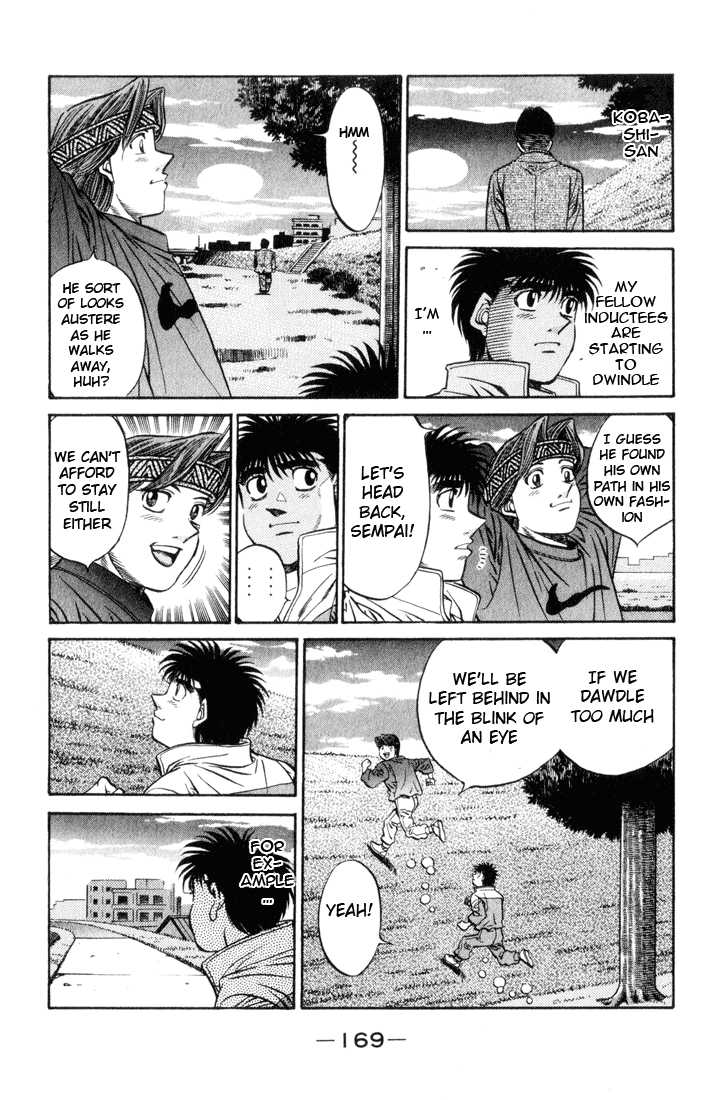 KOBA-
SHI-
SAN
HMM
HE SORT
OF LOOKS
AUSTERE
AS HE
WALKS
AWAY,
HUH?
MY
FELLOW
INDUCTEES
ARE
STARTING
TO
DWINDLE
I'M
...
I GUESS
HE FOUND
HIS OWN
PATH IN HIS
OWN FASH-
ION
LET'S
HEAD
BACK,
SEMPAI!
......
WE CAN'T
AFFORD
TO STAY
STILL
EITHER
IF WE
DAWDLE
TOO MUCH
WE'LL BE
LEFT BEHIND IN
THE BLINK OF
AN EYE
YEAH!
FOR
EX-
AMPLE
...
—169—